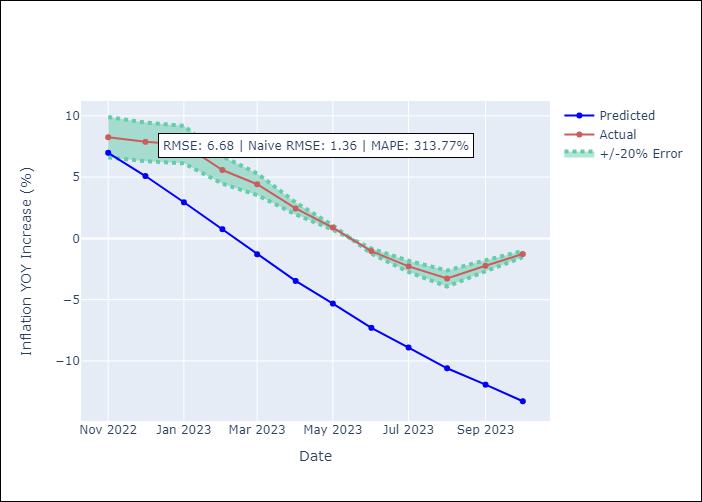 RMSE: 6.68 | Naive RMSE: 1.36 | MAPE: 313.77%
Predicted
Actual
+/-20% Error
Inflation YOY Increase (%)
10
5
0
−5
−10
Nov 2022
Jan 2023
Mar 2023
May 2023
Jul 2023
Sep 2023
Date